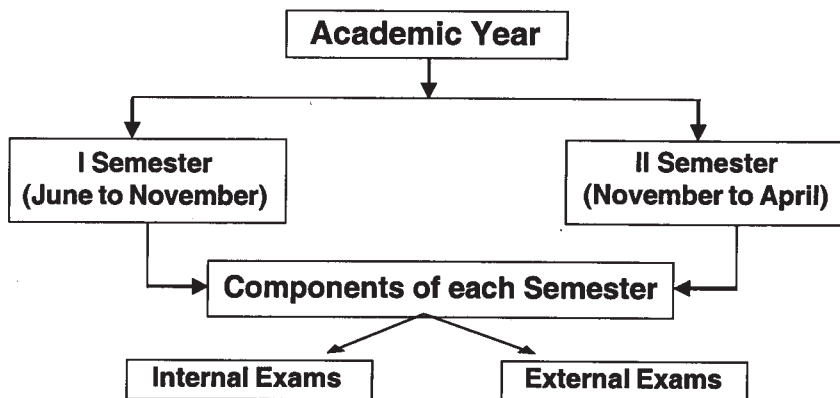 Academic Year
I Semester
(June to November)
II Semester
(November to April)
Components of each Semester
Internal Exams
External Exams